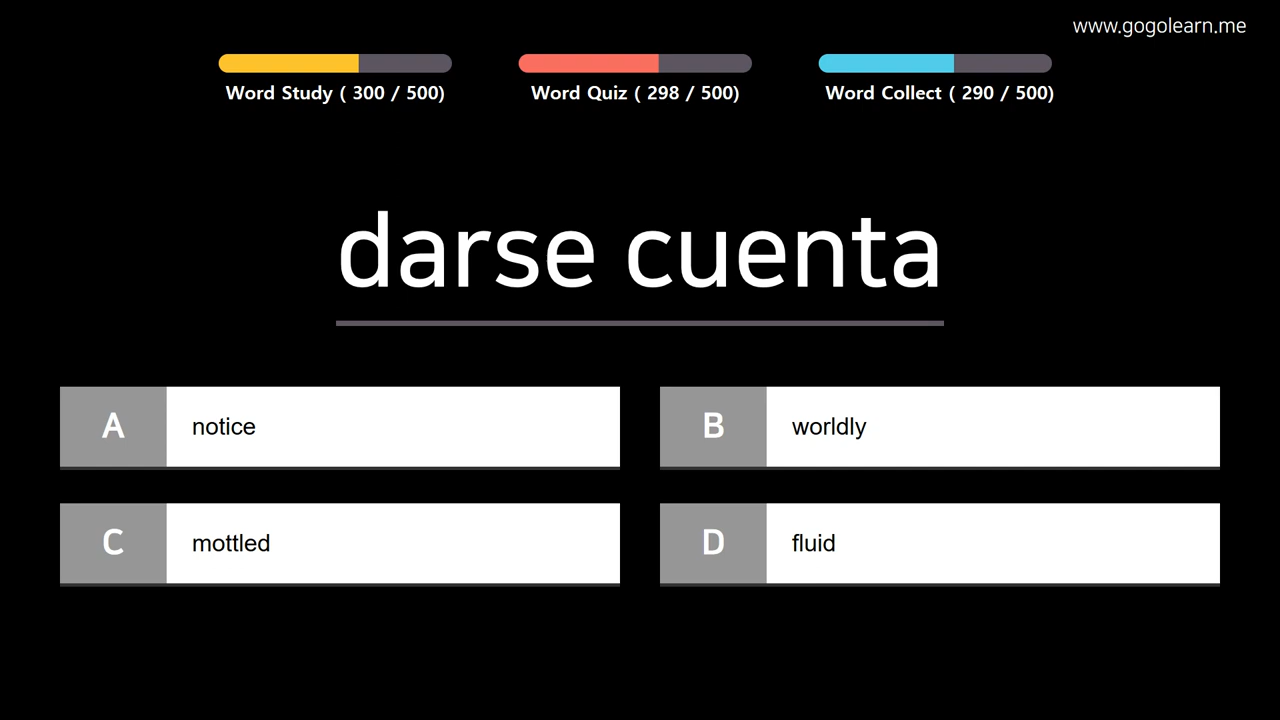 www.gogolearn.me
Word Study ( 300 / 500)
Word Quiz ( 298 / 500)
Word Collect ( 290 / 500)
darse cuenta
A notice
B worldly
C mottled
D fluid